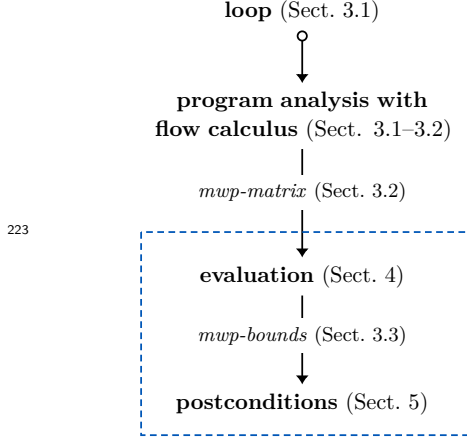 loop (Sect. 3.1)
program analysis with
flow calculus (Sect. 3.1–3.2)
mwp-matrix (Sect. 3.2)
223
evaluation (Sect. 4)
mwp-bounds (Sect. 3.3)
postconditions (Sect. 5)